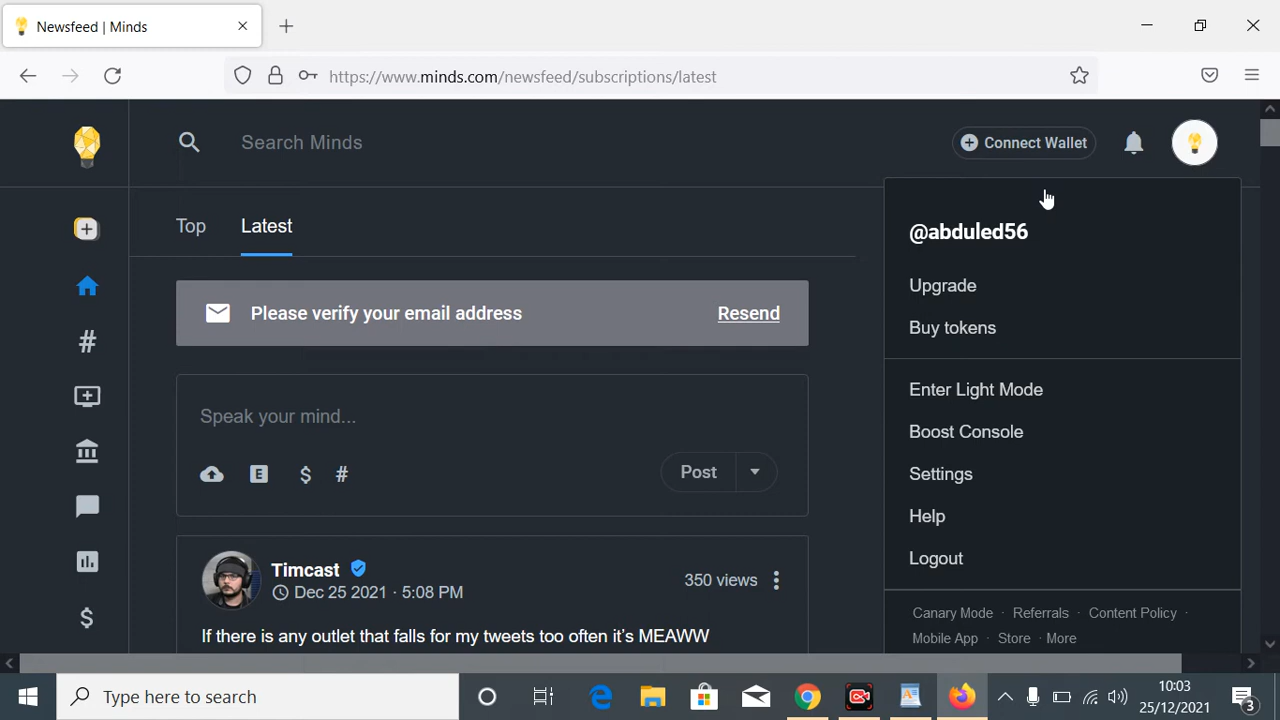 Newsfeed | Minds
https://www.minds.com/newsfeed/subscriptions/latest
Search Minds
Connect Wallet
Top
Latest
@abduled56
Upgrade
Buy tokens
Please verify your email address
Resend
Enter Light Mode
Speak your mind...
Boost Console
E
$
#
Post
Settings
Help
Logout
Timcast
350 views
Dec 25 2021 · 5:08 PM
If there is any outlet that falls for my tweets too often it's MEAWW
Canary Mode · Referrals · Content Policy ·
Mobile App · Store · More
#
$
Type here to search
10:03
25/12/2021
3